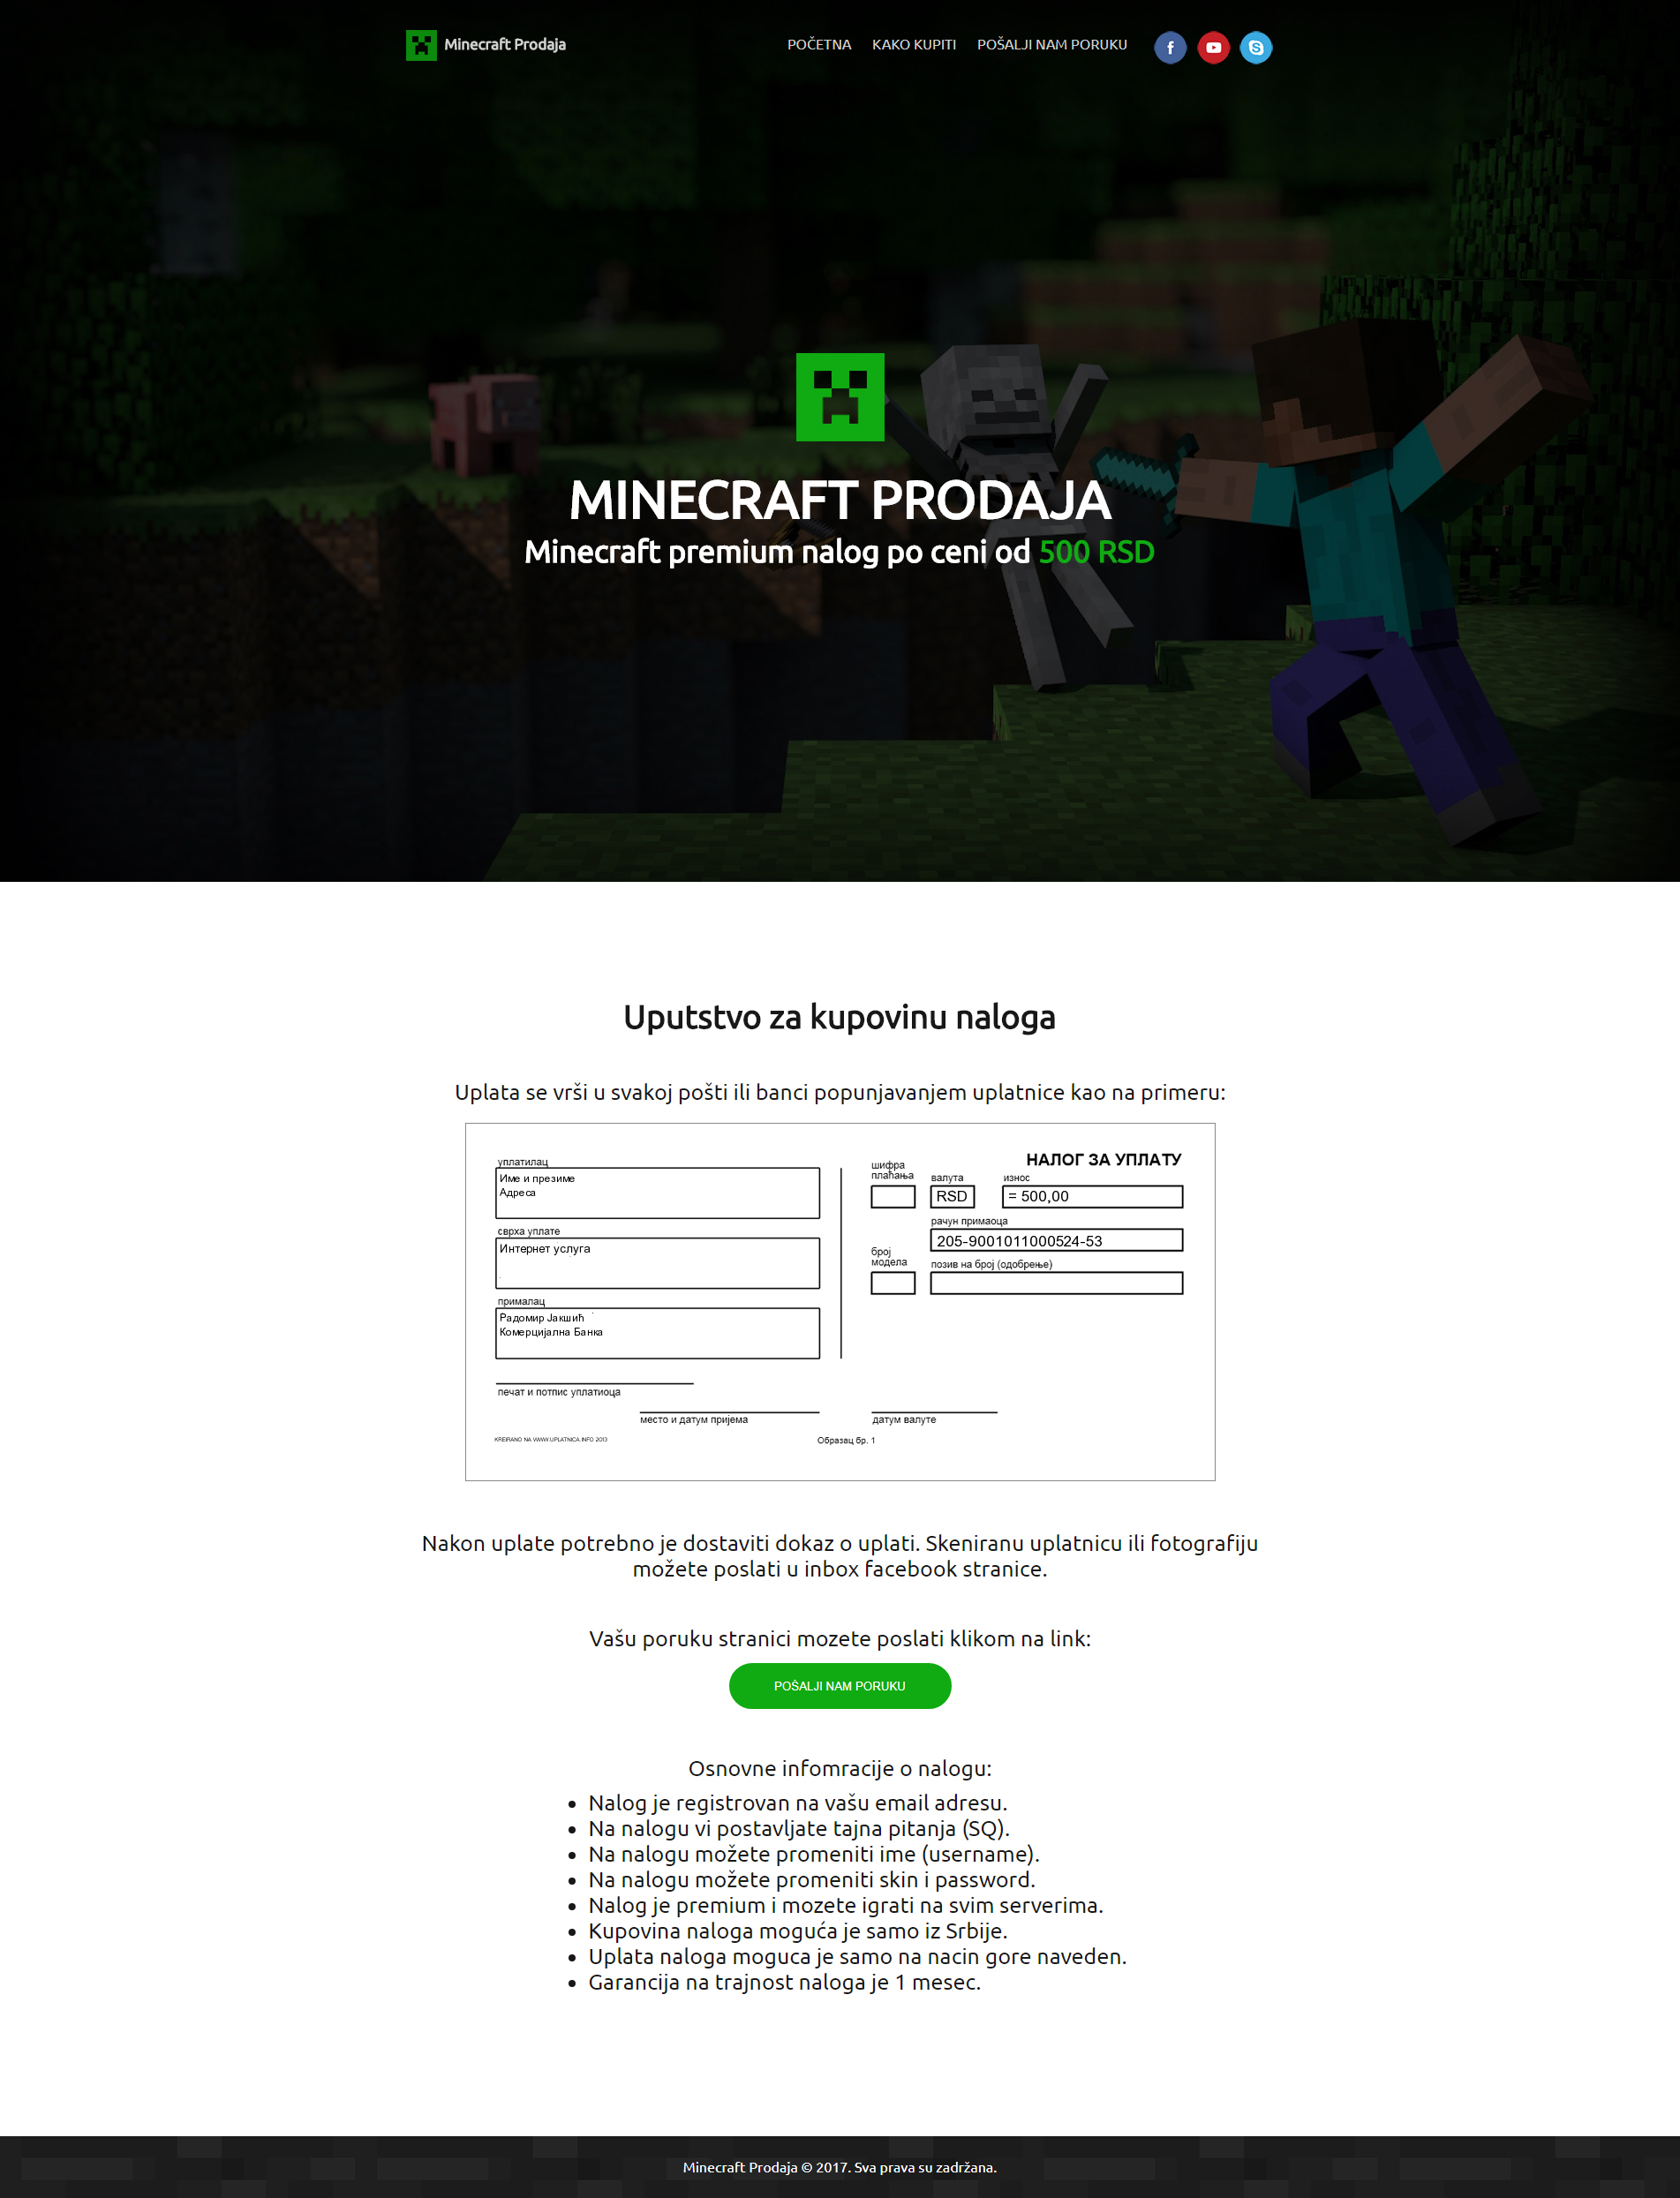 Minecraft Prodaja
POČETNA KAKO KUPITI POŠALJI NAM PORUKU
MINECRAFT PRODAJA
Minecraft premium nalog po ceni od 500 RSD
Uputstvo za kupovinu naloga
Uplata se vrši u svakoj pošti ili banci popunjavanjem uplatnice kao na primeru:
НАЛОГ ЗА УПЛАТУ
уплатилац
Име и презиме
Адреса
сврха уплате
Интернет услуга
прималац
Радомир Јакшић
Комерцијална Банка
печат и потпис уплатиоца
место и датум пријема
шифра
плаћања
валута
износ
RSD
= 500,00
рачун примаоца
205-9001011000524-53
број
модела
позив на број (одобрење)
датум валуте
KREIRANO NA WWW.UPLATNICA.INFO 2013
Образац бр. 1
Nakon uplate potrebno je dostaviti dokaz o uplati. Skeniranu uplatnicu ili fotografiju
možete poslati u inbox facebook stranice.
Vašu poruku stranici mozete poslati klikom na link:
POŠALJI NAM PORUKU
Osnovne infomracije o nalogu:
• Nalog je registrovan na vašu email adresu.
• Na nalogu vi postavljate tajna pitanja (SQ).
• Na nalogu možete promeniti ime (username).
• Na nalogu možete promeniti skin i password.
• Nalog je premium i mozete igrati na svim serverima.
• Kupovina naloga moguća je samo iz Srbije.
• Uplata naloga moguca je samo na nacin gore naveden.
• Garancija na trajnost naloga je 1 mesec.
Minecraft Prodaja © 2017. Sva prava su zadržana.